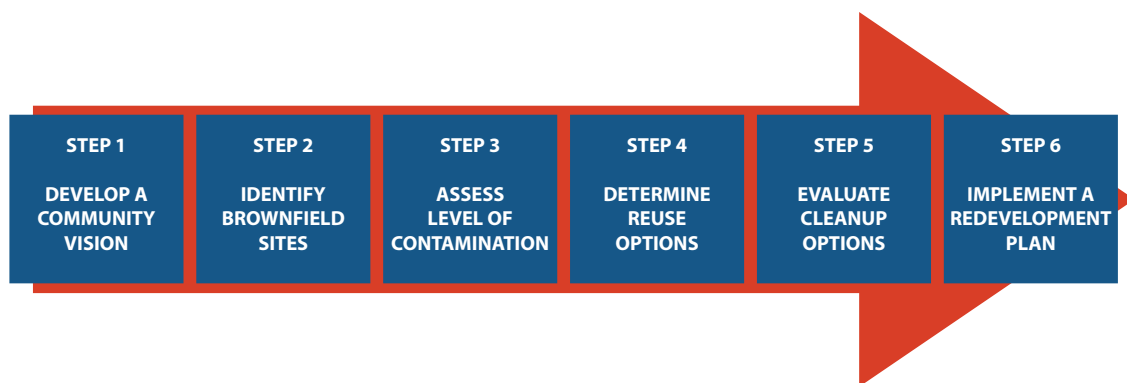 STEP 1
DEVELOP A
COMMUNITY
VISION
STEP 2
IDENTIFY
BROWNFIELD
SITES
STEP 3
ASSESS
LEVEL OF
CONTAMINATION
STEP 4
DETERMINE
REUSE
OPTIONS
STEP 5
EVALUATE
CLEANUP
OPTIONS
STEP 6
IMPLEMENT A
REDEVELOPMENT
PLAN